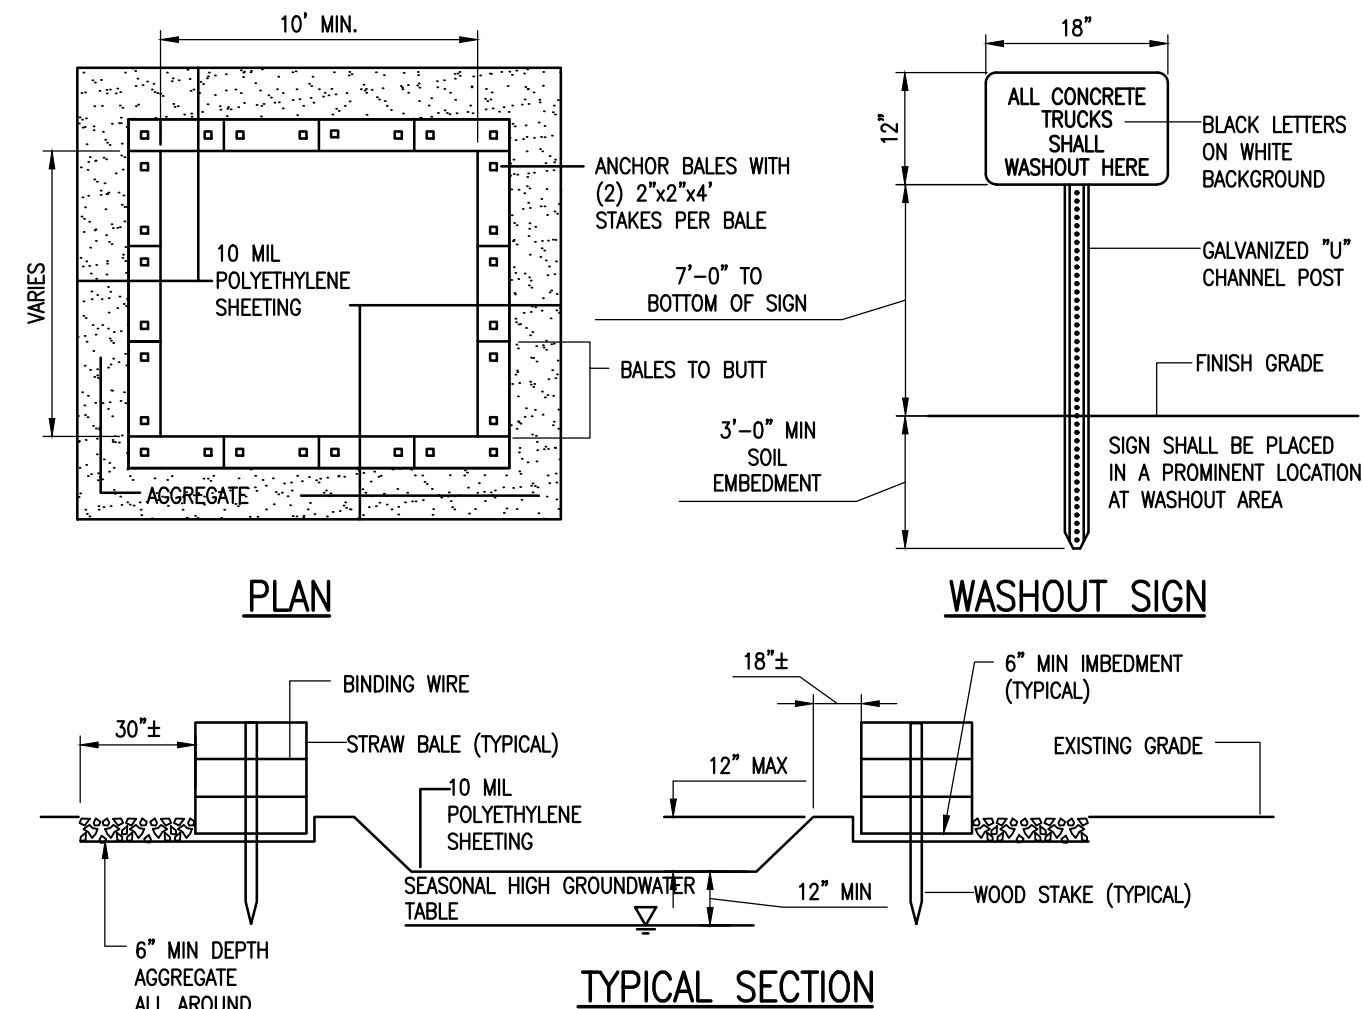 10' MIN.
VARIES
10 MIL
POLYETHYLENE
SHEETING
AGGREGATE
ANCHOR BALES WITH
(2) 2"x2"x4'
STAKES PER BALE
BALES TO BUTT
PLAN
18"
12"
ALL CONCRETE
TRUCKS
SHALL
WASHOUT HERE
BLACK LETTERS
ON WHITE
BACKGROUND
7'-0" TO
BOTTOM OF SIGN
GALVANIZED "U"
CHANNEL POST
FINISH GRADE
3'-0" MIN
SOIL
EMBEDMENT
SIGN SHALL BE PLACED
IN A PROMINENT LOCATION
AT WASHOUT AREA
WASHOUT SIGN
BINDING WIRE
30"±
STRAW BALE (TYPICAL)
10 MIL
POLYETHYLENE
SHEETING
18"±
6" MIN IMBEDMENT
(TYPICAL)
12" MAX
EXISTING GRADE
SEASONAL HIGH GROUNDWATER
TABLE
12" MIN
WOOD STAKE (TYPICAL)
6" MIN DEPTH
AGGREGATE
ALL AROUND
TYPICAL SECTION